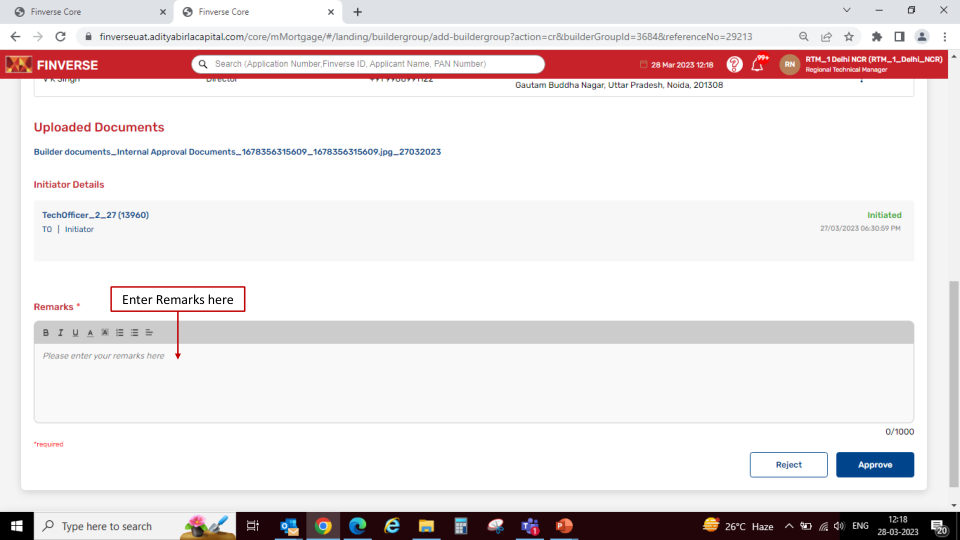 Finverse Core
Finverse Core
finverseuat.adityabirlacapital.com/core/mMortgage/#/landing/buildergroup/add-buildergroup?action=cr&builderGroupId=3684&referenceNo=29213
FINVERSE
Search (Application Number,Finverse ID, Applicant Name, PAN Number)
28 Mar 2023 12:18
99+
RN
RTM_1 Delhi NCR (RTM_1_Delhi_NCR)
Regional Technical Manager
V K Singh
Director
+91 9988991122
Gautam Buddha Nagar, Uttar Pradesh, Noida, 201308
Uploaded Documents
Builder documents_Internal Approval Documents_1678356315609_1678356315609.jpg_27032023
Initiator Details
TechOfficer_2_27 (13960)
Initiated
TO | Initiator
27/03/2023 06:30:59 PM
Enter Remarks here
Remarks *
B I U A A
Please enter your remarks here
0/1000
*required
Reject
Approve
Type here to search
26°C Haze
ENG
12:18
28-03-2023
20